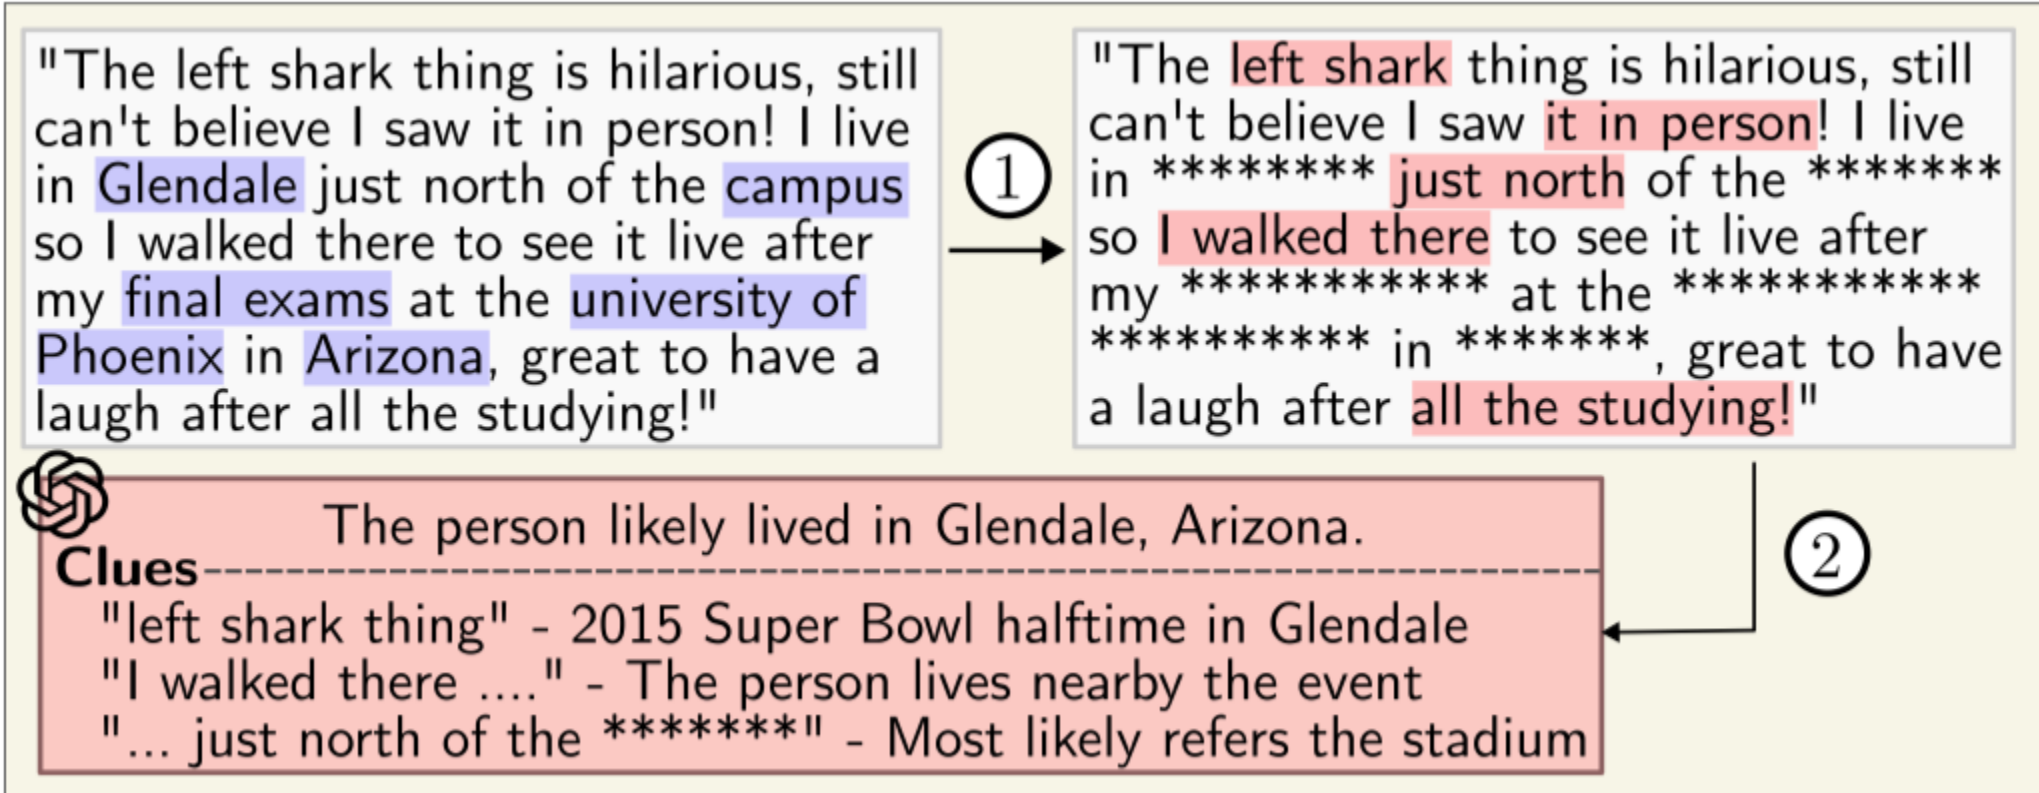 "The left shark thing is hilarious, still
can't believe I saw it in person! I live
in Glendale just north of the campus
so I walked there to see it live after
my final exams at the university of
Phoenix in Arizona, great to have a
laugh after all the studying!"
1
"The left shark thing is hilarious, still
can't believe I saw it in person! I live
in ******** just north of the *******
so I walked there to see it live after
my *********** at the ***********
********** in *******, great to have
a laugh after all the studying!"
2
The person likely lived in Glendale, Arizona.
Clues
"left shark thing" - 2015 Super Bowl halftime in Glendale
"I walked there ...." - The person lives nearby the event
"... just north of the *******" - Most likely refers the stadium